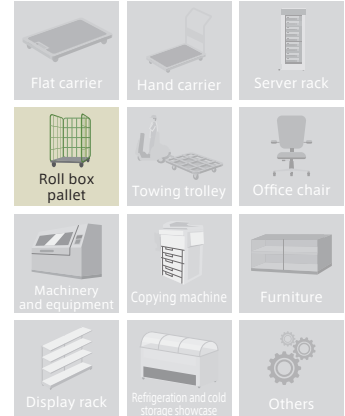 Flat carrier
Hand carrier
Server rack
Roll box
pallet
Towing trolley
Office chair
Machinery
and equipment
Copying machine
Furniture
Display rack
Refrigeration and cold
storage showcase
Others